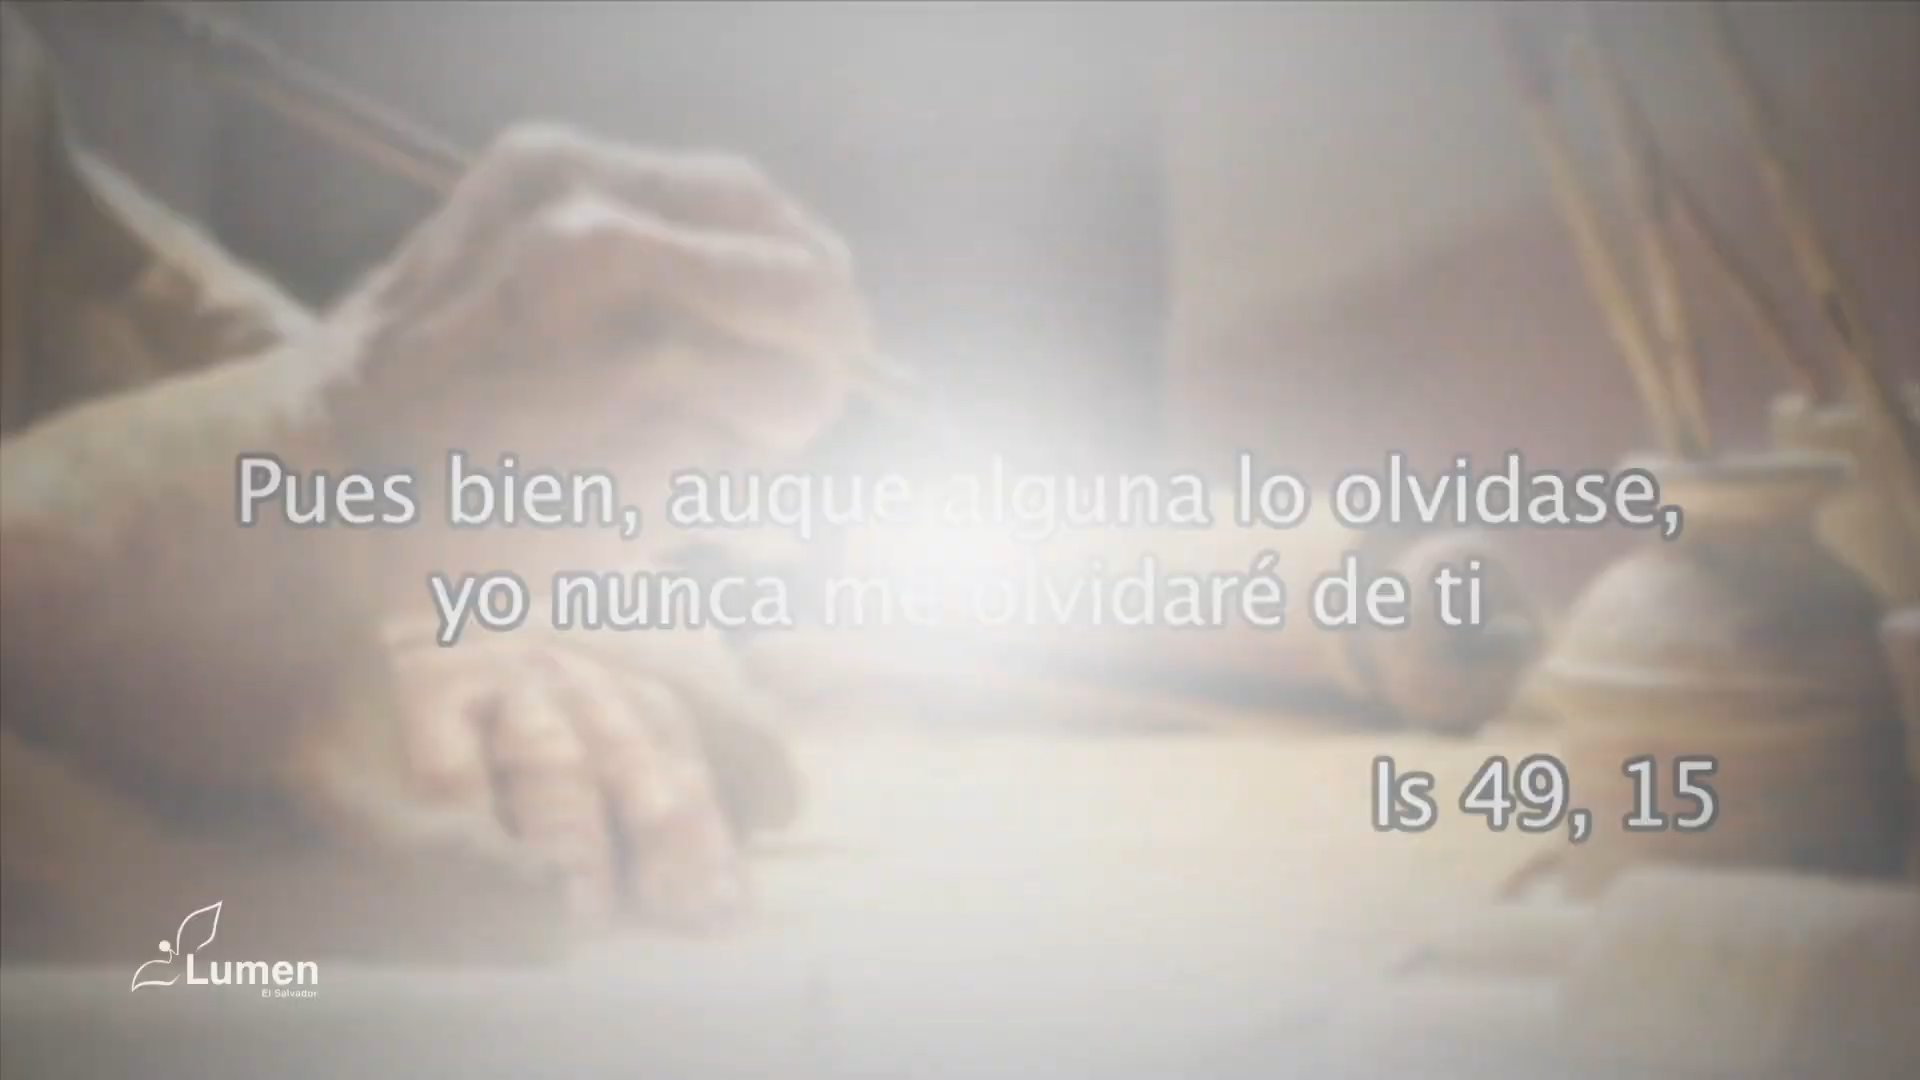 Pues bien, auque alguna lo olvidase,
yo nunca me olvidaré de ti
Is 49, 15
Lumen
El Salvador